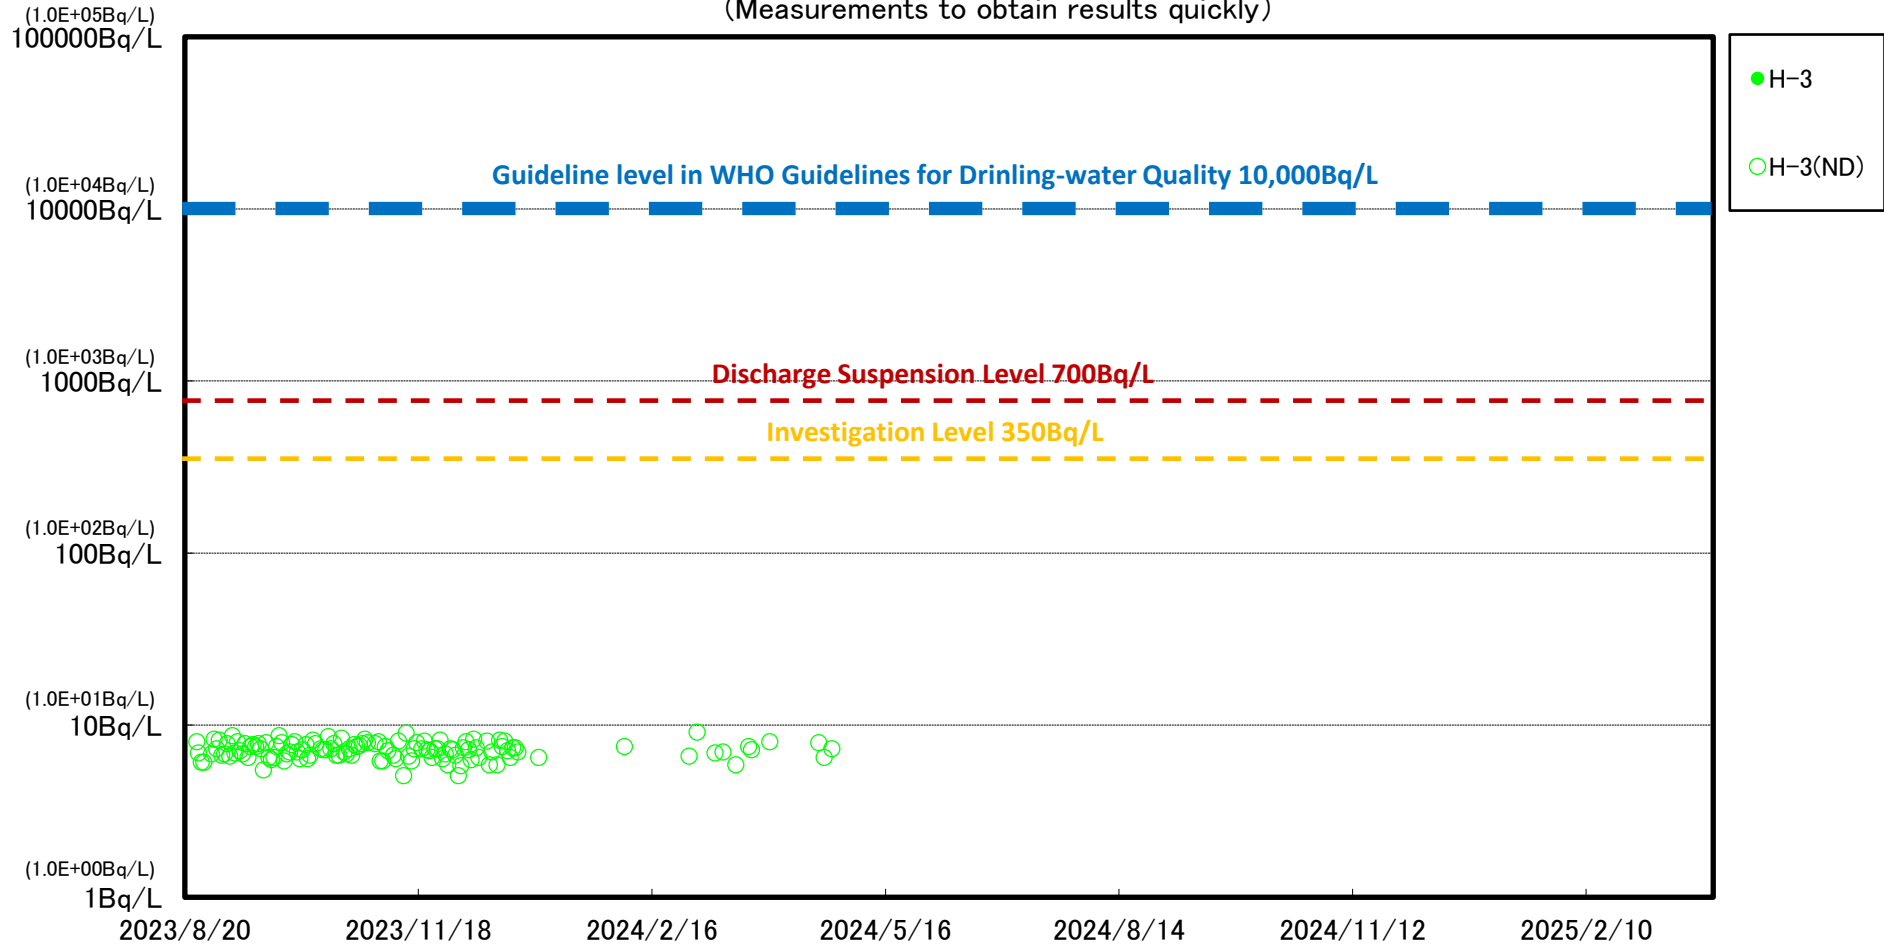 (Measurements to obtain results quickly)
(1.0E+05Bq/L)
100000Bq/L
H-3
H-3(ND)
Guideline level in WHO Guidelines for Drinling-water Quality 10,000Bq/L
(1.0E+04Bq/L)
10000Bq/L
(1.0E+03Bq/L)
1000Bq/L
Discharge Suspension Level 700Bq/L
Investigation Level 350Bq/L
(1.0E+02Bq/L)
100Bq/L
(1.0E+01Bq/L)
10Bq/L
(1.0E+00Bq/L)
1Bq/L
2023/8/20 2023/11/18 2024/2/16 2024/5/16 2024/8/14 2024/11/12 2025/2/10